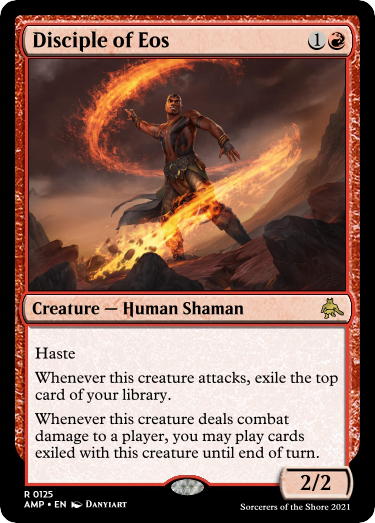 Disciple of Eos 1
Creature — Human Shaman
Haste
Whenever this creature attacks, exile the top
card of your library.
Whenever this creature deals combat
damage to a player, you may play cards
exiled with this creature until end of turn.
2/2
R 0125
AMP • EN Danyiart
Sorcerers of the Shore 2021